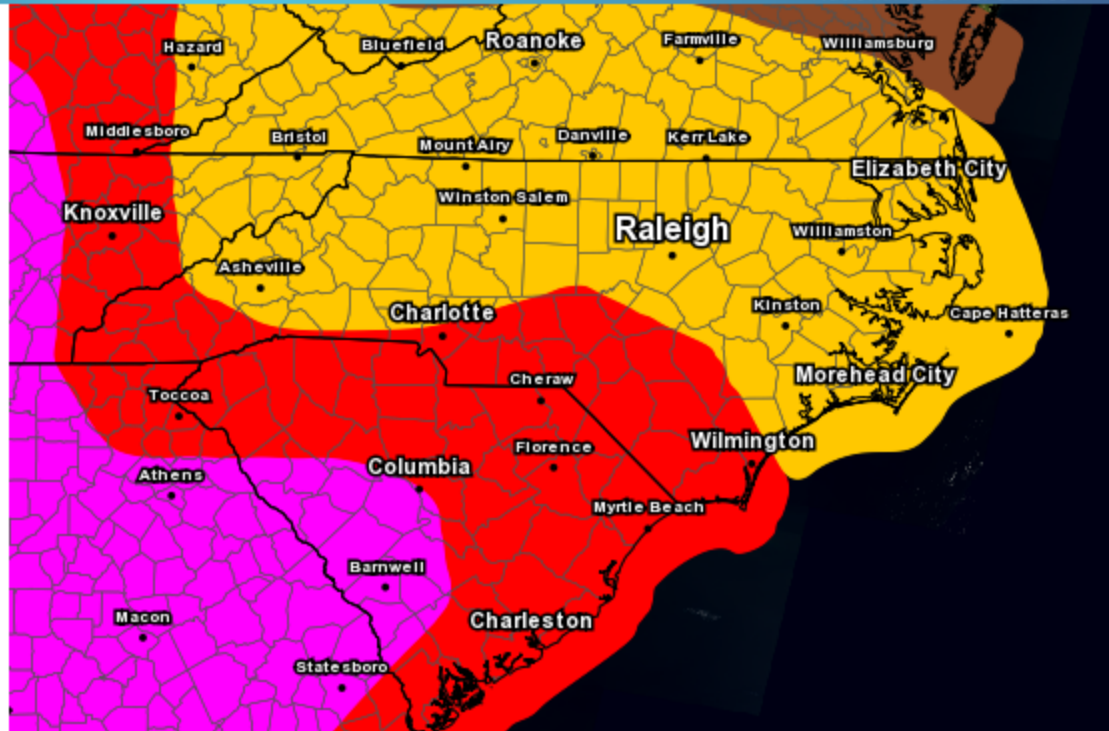 Hazard
Bluefield
Roanoke
Farmville
Williamsburg
Middlesboro
Bristol
Mount Airy
Danville
Kerr Lake
Elizabeth City
Knoxville
Winston Salem
Raleigh
Williamston
Asheville
Charlotte
Kinston
Cape Hatteras
Toccoa
Cheraw
Morehead City
Athens
Columbia
Florence
Wilmington
Myrtle Beach
Barnwell
Macon
Charleston
Statesboro